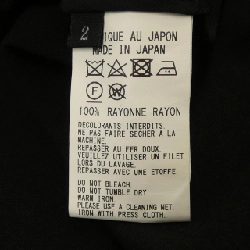 2
IQUE AU JAPON
MADE IN JAPAN
100% RAYONNE RAYON
DECOLORANTS INTERDITS.
NE PAS FAIRE SECHER A LA
MACHINE.
REPASSER AU FER DOUX.
VEUILLEZ UTILISER UN FILET
LORS DU LAVAGE.
REPASSER AVEC UNE ETOFFE.
DO NOT BLEACH.
DO NOT TUMBLE DRY
WARM IRON.
PLEASE USE A CLEANING NET.
IRON WITH PRESS CLOTH.